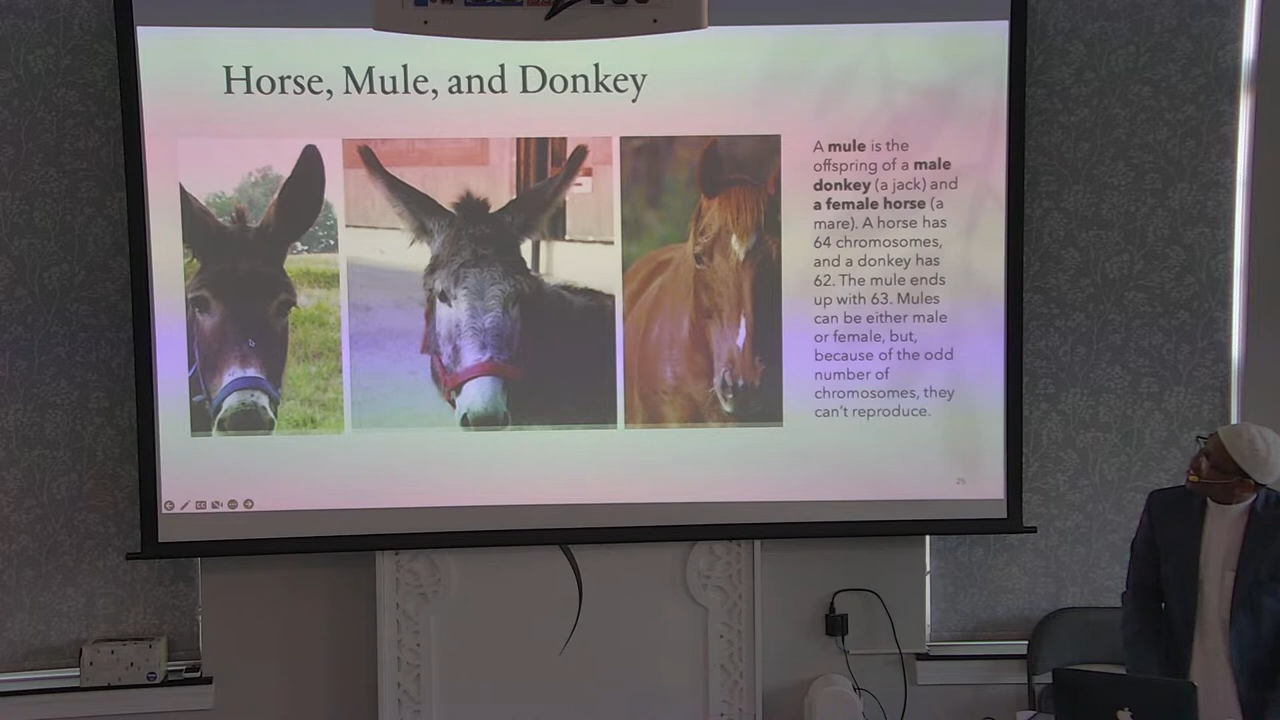 Horse, Mule, and Donkey
A mule is the
offspring of a male
donkey (a jack) and
a female horse (a
mare). A horse has
64 chromosomes,
and a donkey has
62. The mule ends
up with 63. Mules
can be either male
or female, but,
because of the odd
number of
chromosomes, they
can't reproduce.
25